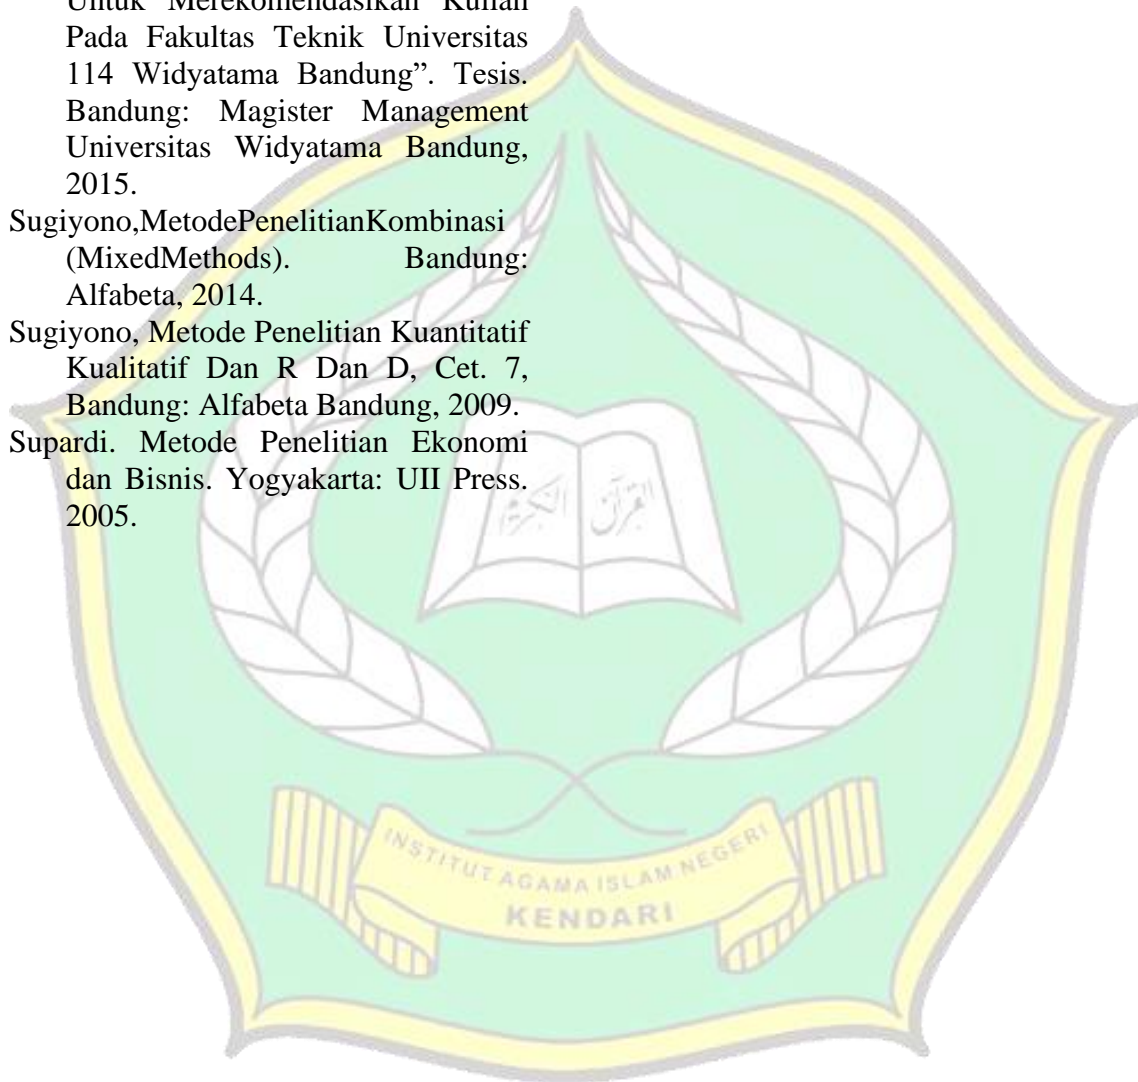 Untuk Merekomendasikan Kuliah
Pada Fakultas Teknik Universitas
114 Widyatama Bandung”. Tesis.
Bandung: Magister Management
Universitas Widyatama Bandung,
2015.
Sugiyono,MetodePenelitianKombinasi
(MixedMethods). Bandung:
Alfabeta, 2014.
Sugiyono, Metode Penelitian Kuantitatif
Kualitatif Dan R Dan D, Cet. 7,
Bandung: Alfabeta Bandung, 2009.
Supardi. Metode Penelitian Ekonomi
dan Bisnis. Yogyakarta: UII Press.
2005.
القرآن الكريم
INSTITUT AGAMA ISLAM NEGERI
KENDARI